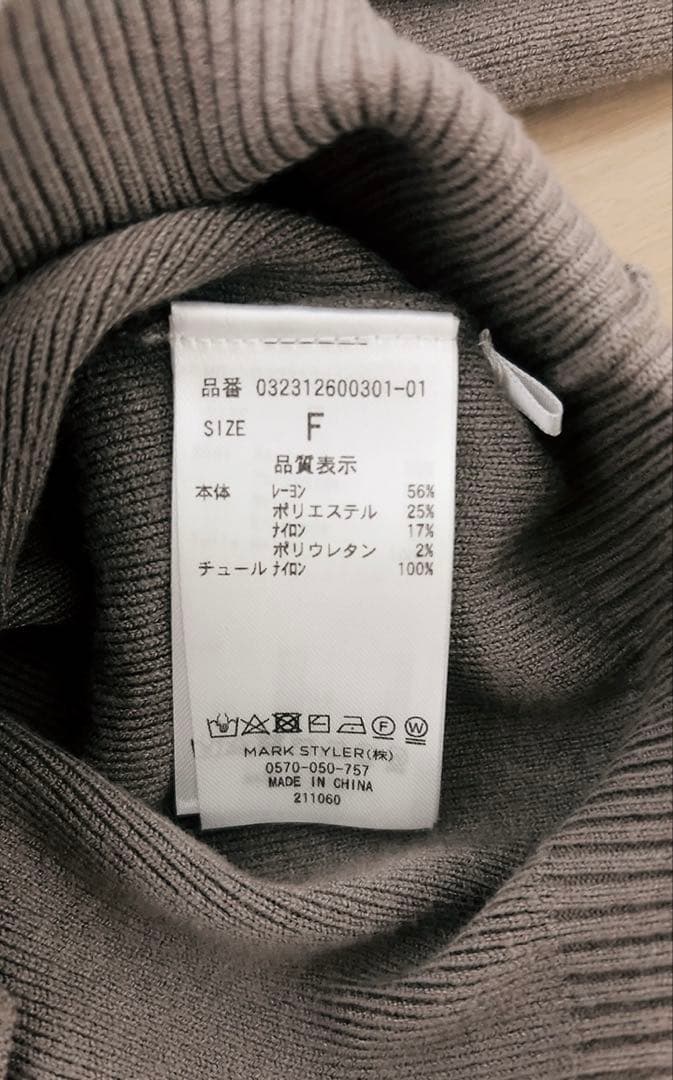 品番 032312600301-01
SIZE F
品質表示
本体 レーヨン 56%
ポリエステル 25%
ナイロン 17%
ポリウレタン 2%
チュール ナイロン 100%
F W
MARK STYLER(株)
0570-050-757
MADE IN CHINA
211060